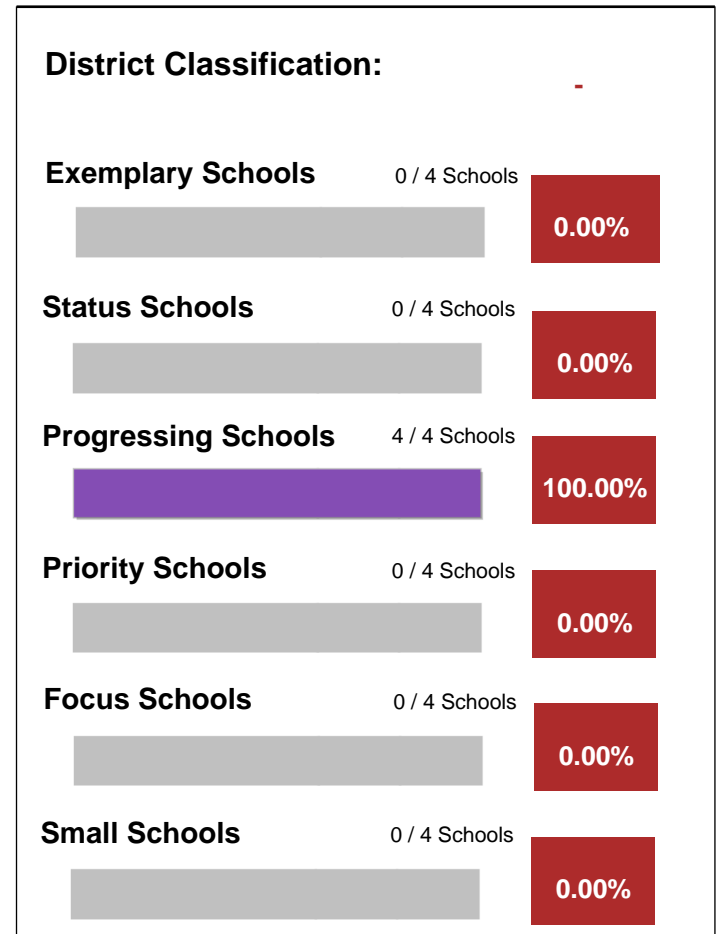 District Classification: -
Exemplary Schools 0 / 4 Schools
0.00%
Status Schools 0 / 4 Schools
0.00%
Progressing Schools 4 / 4 Schools
100.00%
Priority Schools 0 / 4 Schools
0.00%
Focus Schools 0 / 4 Schools
0.00%
Small Schools 0 / 4 Schools
0.00%